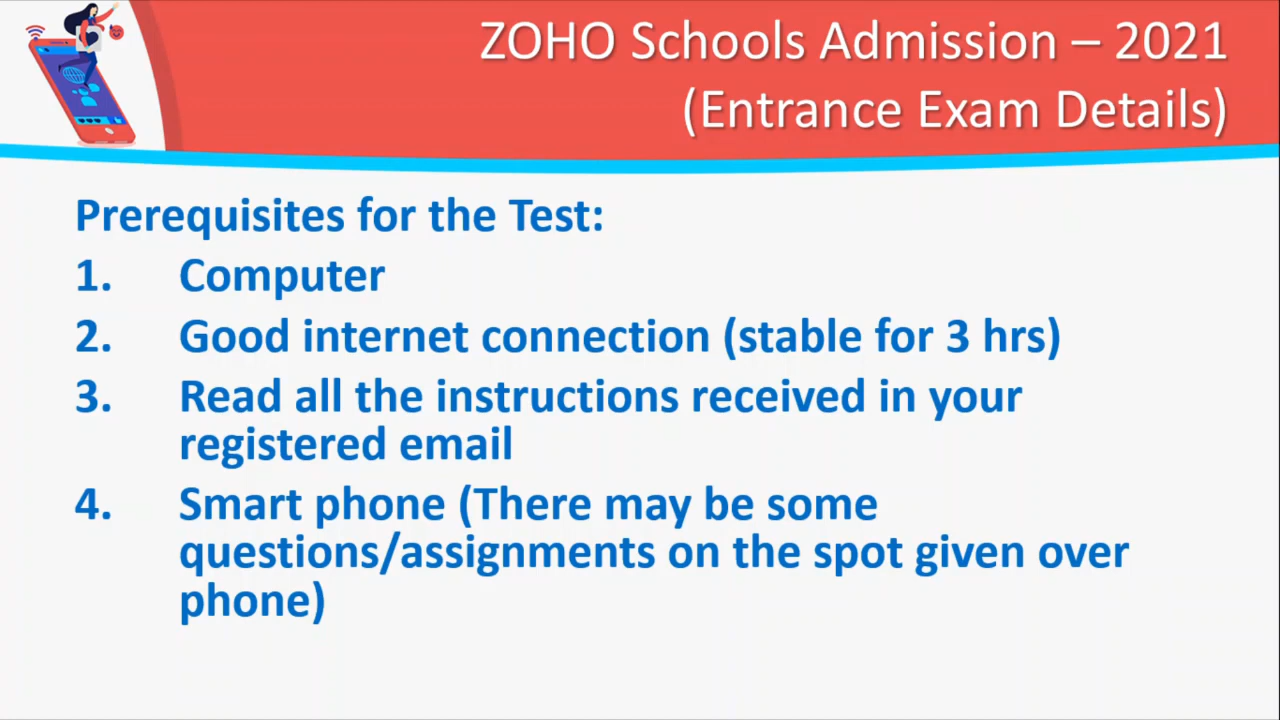 ZOHO Schools Admission – 2021
(Entrance Exam Details)
Prerequisites for the Test:
1. Computer
2. Good internet connection (stable for 3 hrs)
3. Read all the instructions received in your
registered email
4. Smart phone (There may be some
questions/assignments on the spot given over
phone)